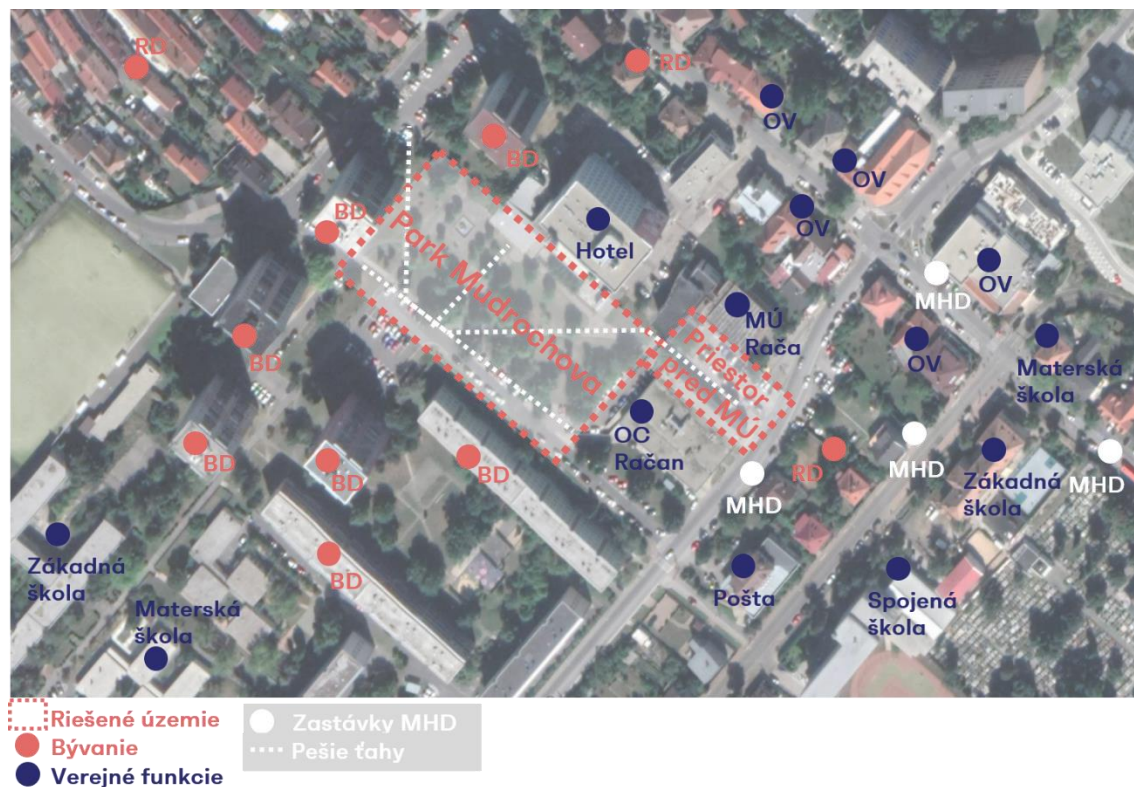 RD
RD
OV
BD
OV
BD
OV
Park Mudrochova
Hotel
OV
MHD
MÚ
Rača
Priestor
pred MÚ
OV
Materská
škola
BD
OC
Račan
BD
BD
BD
RD
MHD
MHD
Zákadná
škola
MHD
Zákadná
škola
BD
Pošta
Spojená
škola
Materská
škola
Riešené územie
Bývanie
Verejné funkcie
Zastávky MHD
Pešie ťahy